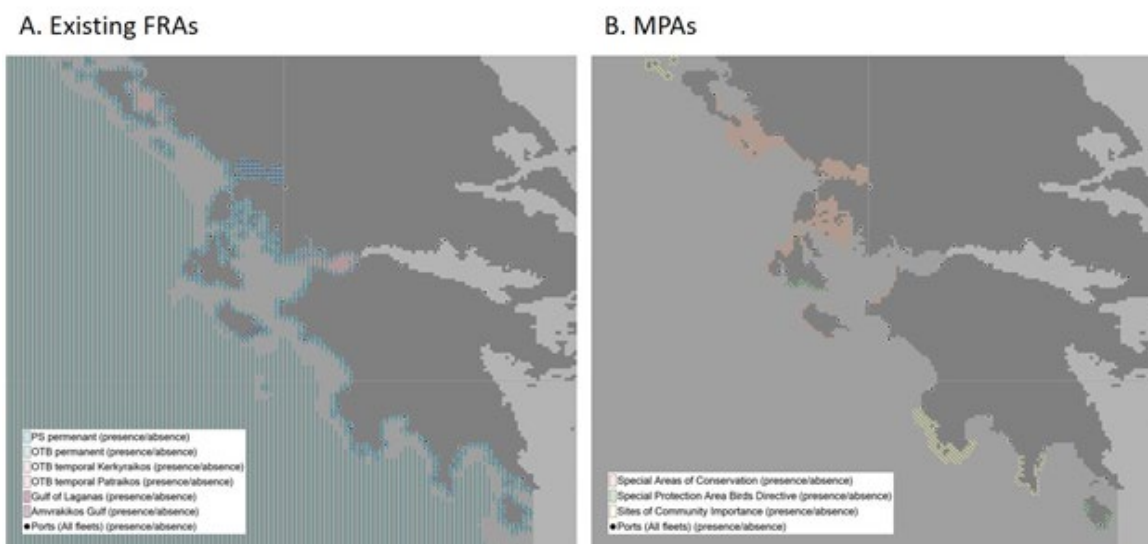 A. Existing FRAs
B. MPAs
PS permenant (presence/absence)
OTB permanent (presence/absence)
OTB temporal Kerkyraikos (presence/absence)
OTB temporal Patraikos (presence/absence)
Gulf of Laganas (presence/absence)
Amvrakikos Gulf (presence/absence)
Ports (All fleets) (presence/absence)
Special Areas of Conservation (presence/absence)
Special Protection Area Birds Directive (presence/absence)
Sites of Community Importance (presence/absence)
Ports (All fleets) (presence/absence)